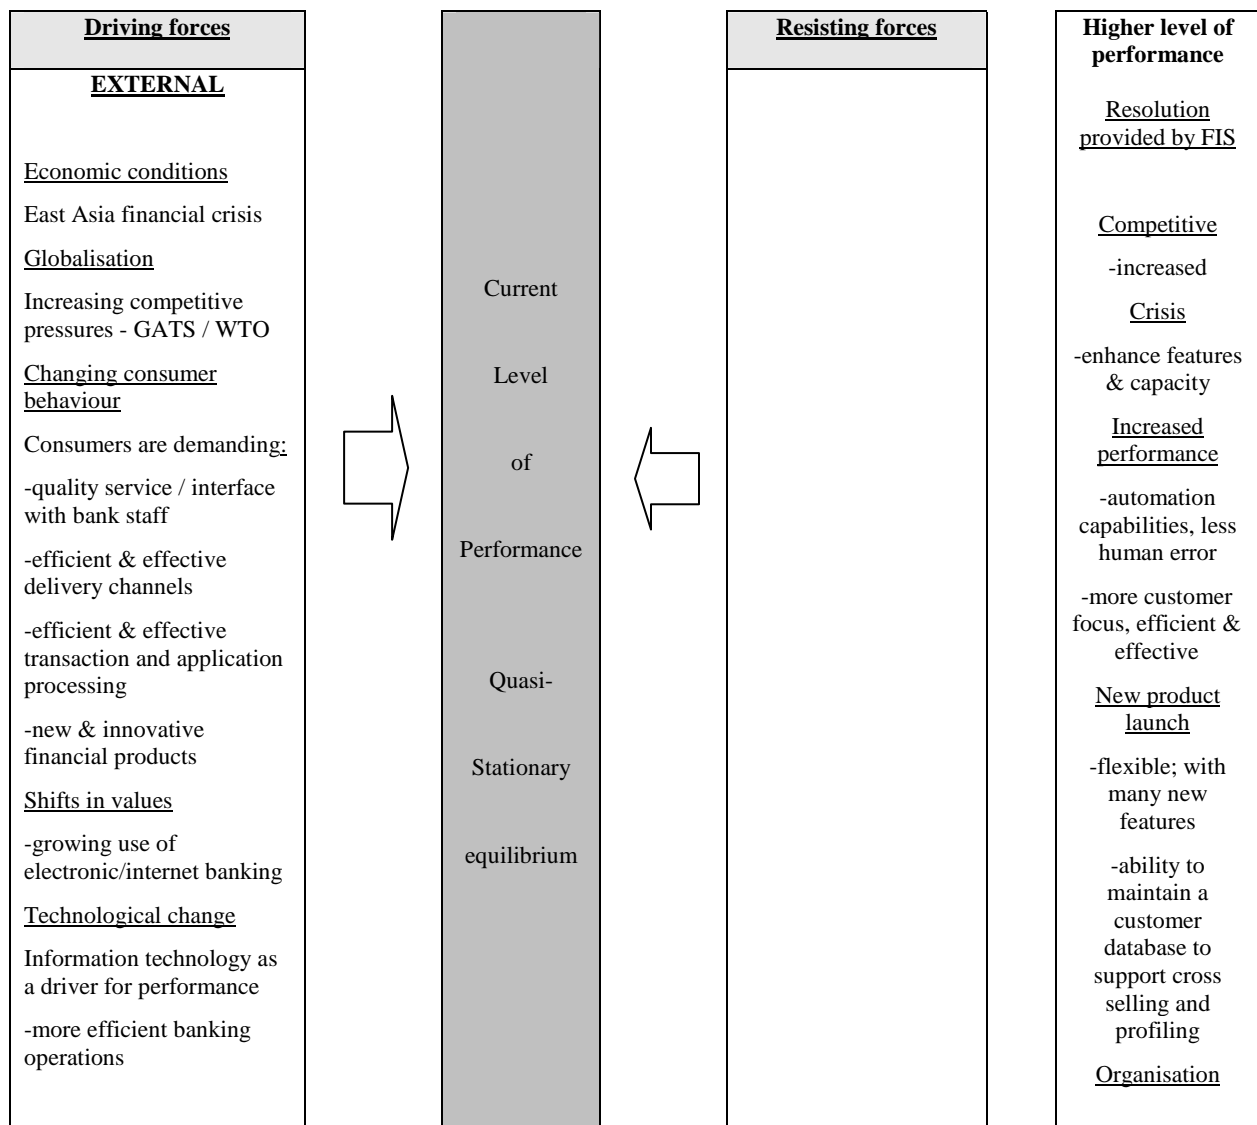 Driving forces
EXTERNAL
Economic conditions
East Asia financial crisis
Globalisation
Increasing competitive
pressures - GATS / WTO
Changing consumer
behaviour
Consumers are demanding:
-quality service / interface
with bank staff
-efficient & effective
delivery channels
-efficient & effective
transaction and application
processing
-new & innovative
financial products
Shifts in values
-growing use of
electronic/internet banking
Technological change
Information technology as
a driver for performance
-more efficient banking
operations
Current
Level
of
Performance
Quasi-
Stationary
equilibrium
Resisting forces
Higher level of
performance
Resolution
provided by FIS
Competitive
-increased
Crisis
-enhance features
& capacity
Increased
performance
-automation
capabilities, less
human error
-more customer
focus, efficient &
effective
New product
launch
-flexible; with
many new
features
-ability to
maintain a
customer
database to
support cross
selling and
profiling
Organisation